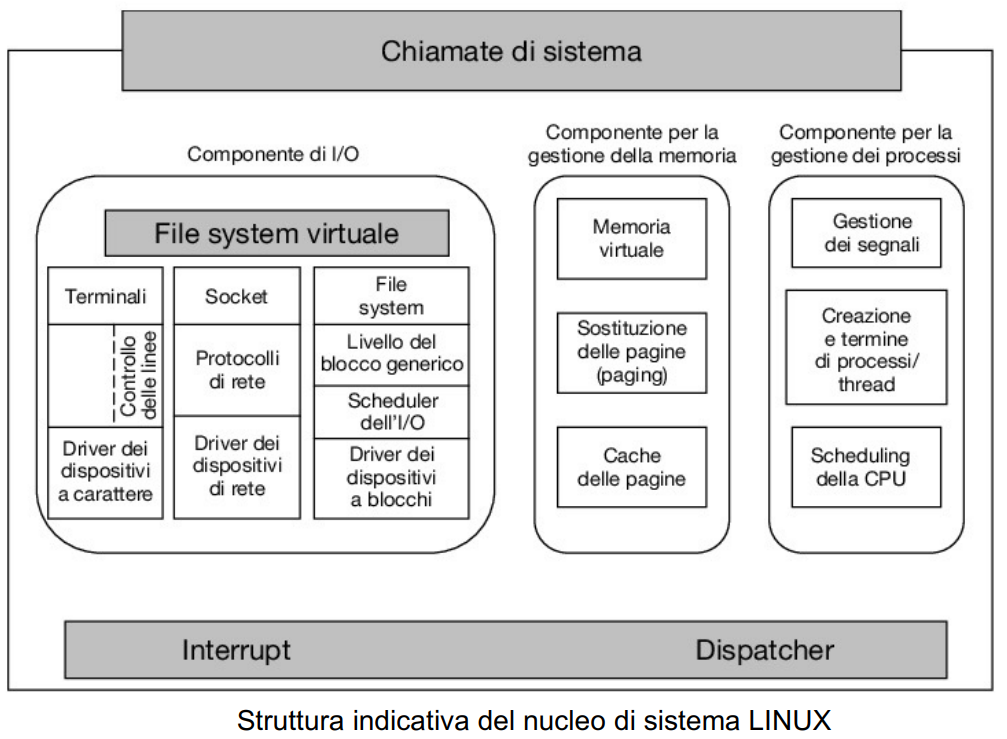 Chiamate di sistema
Componente di I/O
Componente per la
gestione della memoria
Componente per la
gestione dei processi
File system virtuale
Terminali
Controllo
delle linee
Driver dei
dispositivi
a carattere
Socket
Protocolli
di rete
Driver dei
dispositivi
di rete
File
system
Livello del
blocco generico
Scheduler
dell'I/O
Driver dei
dispositivi
a blocchi
Memoria
virtuale
Sostituzione
delle pagine
(paging)
Cache
delle pagine
Gestione
dei segnali
Creazione
e termine
di processi/
thread
Scheduling
della CPU
Interrupt
Dispatcher
Struttura indicativa del nucleo di sistema LINUX